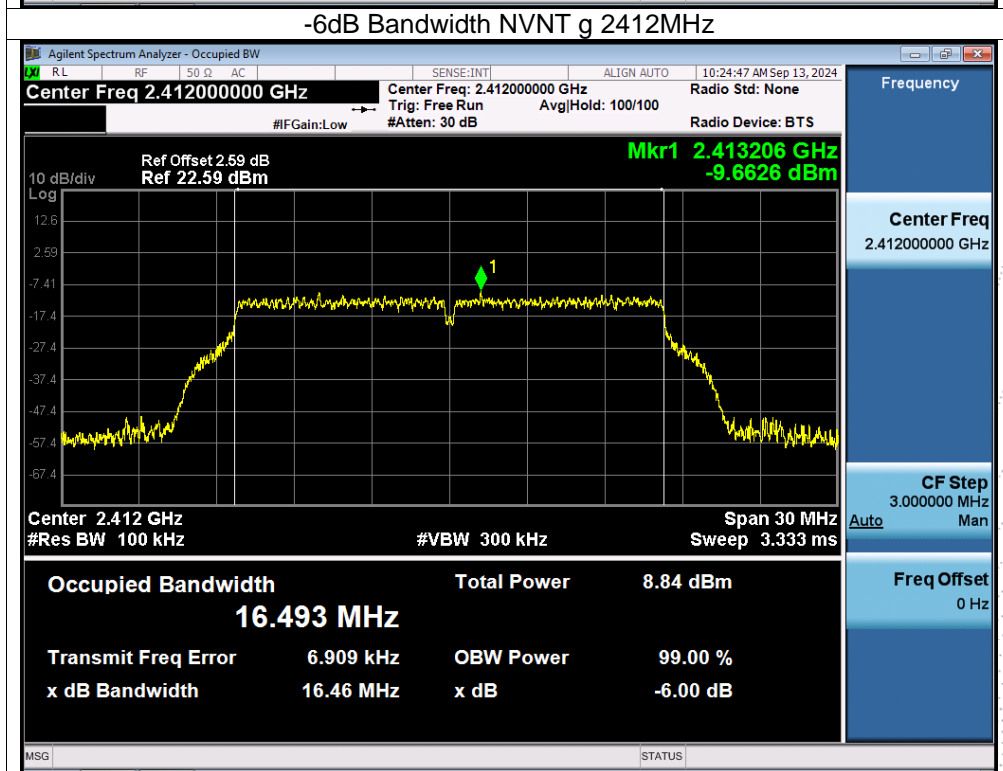 -6dB Bandwidth NVNT g 2412MHz
Agilent Spectrum Analyzer - Occupied BW
LXI RL RF 50 Ω AC SENSE:INT ALIGN AUTO 10:24:47 AM Sep 13, 2024
Center Freq 2.412000000 GHz
Center Freq: 2.412000000 GHz
Radio Std: None
Trig: Free Run Avg|Hold: 100/100
#IFGain:Low
#Atten: 30 dB
Radio Device: BTS
Frequency
Mkr1 2.413206 GHz
-9.6626 dBm
Ref Offset 2.59 dB
10 dB/div Ref 22.59 dBm
Log
12.6
2.59
-7.41
-17.4
-27.4
-37.4
-47.4
-57.4
-67.4
1
Center 2.412 GHz
Span 30 MHz
#Res BW 100 kHz
#VBW 300 kHz
Sweep 3.333 ms
Center Freq
2.412000000 GHz
CF Step
3.000000 MHz
Auto Man
Freq Offset
0 Hz
Occupied Bandwidth
16.493 MHz
Total Power 8.84 dBm
Transmit Freq Error 6.909 kHz
OBW Power 99.00 %
x dB Bandwidth 16.46 MHz
x dB -6.00 dB
MSG
STATUS